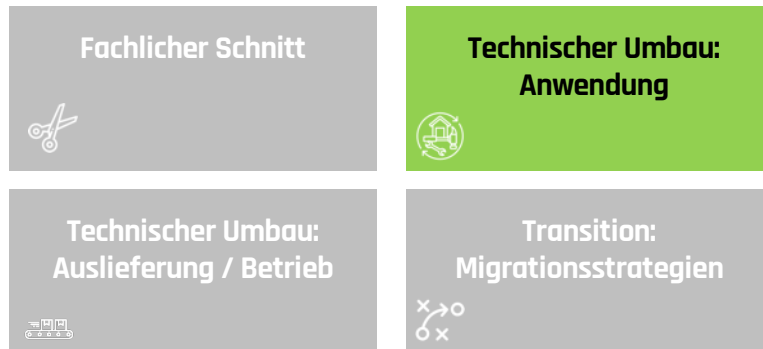 Fachlicher Schnitt
Technischer Umbau:
Anwendung
Technischer Umbau:
Auslieferung / Betrieb
Transition:
Migrationsstrategien